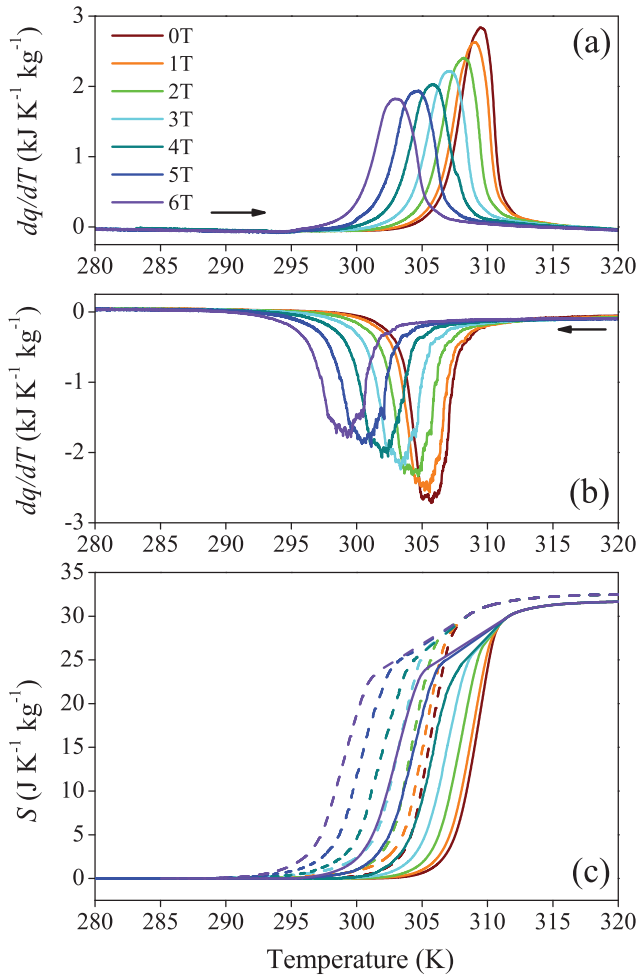 3
(a)
0T
1T
2T
3T
4T
5T
6T
2
1
0
dq/dT (kJ K-1 kg-1)
280 285 290 295 300 305 310 315 320
0
-1
-2
-3
dq/dT (kJ K-1 kg-1)
(b)
280 285 290 295 300 305 310 315 320
35
30
25
20
15
10
5
0
S (J K-1 kg-1)
(c)
280 285 290 295 300 305 310 315 320
Temperature (K)